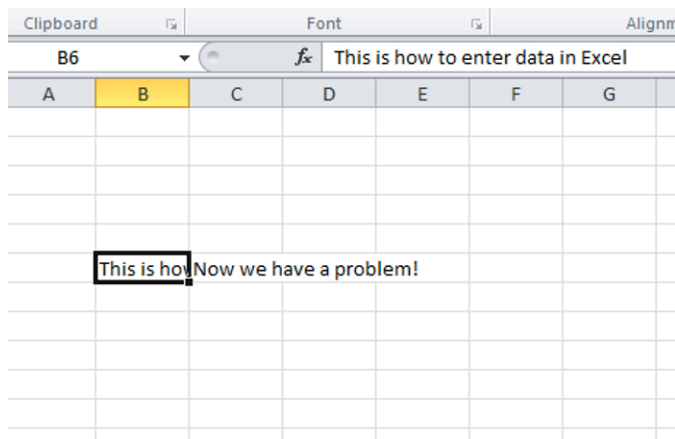 Clipboard Font Alignm
B6 fx This is how to enter data in Excel
A B C D E F G
This is how Now we have a problem!